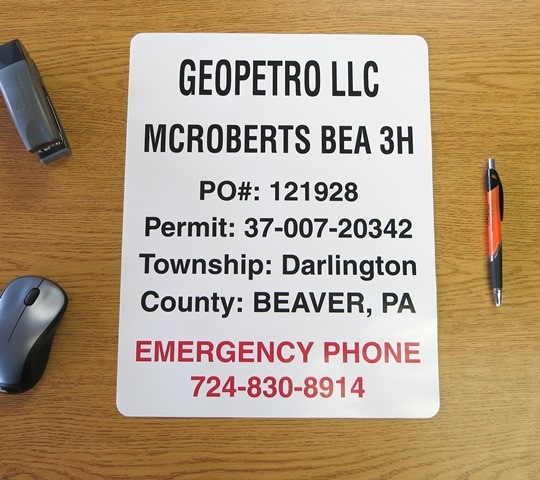 GEOPETRO LLC
MCROBERTS BEA 3H
PO#: 121928
Permit: 37-007-20342
Township: Darlington
County: BEAVER, PA
EMERGENCY PHONE
724-830-8914